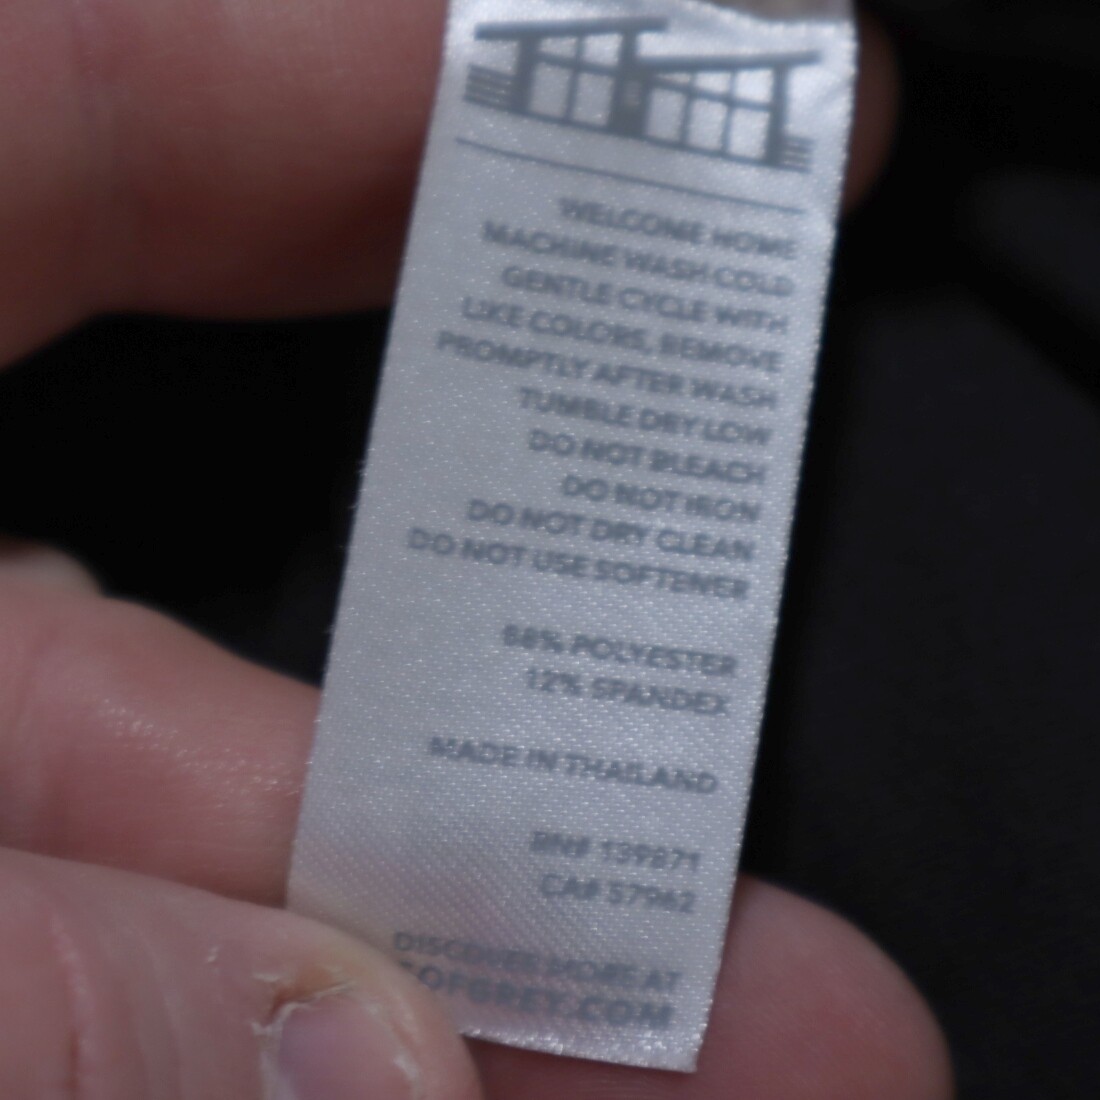 WELCOME HOME
MACHINE WASH COLD
GENTLE CYCLE WITH
LIKE COLORS, REMOVE
PROMPTLY AFTER WASH
TUMBLE DRY LOW
DO NOT BLEACH
DO NOT IRON
DO NOT DRY CLEAN
DO NOT USE SOFTENER
88% POLYESTER
12% SPANDEX
MADE IN THAILAND
RN# 139871
CA# 57962
DISCOVER MORE AT